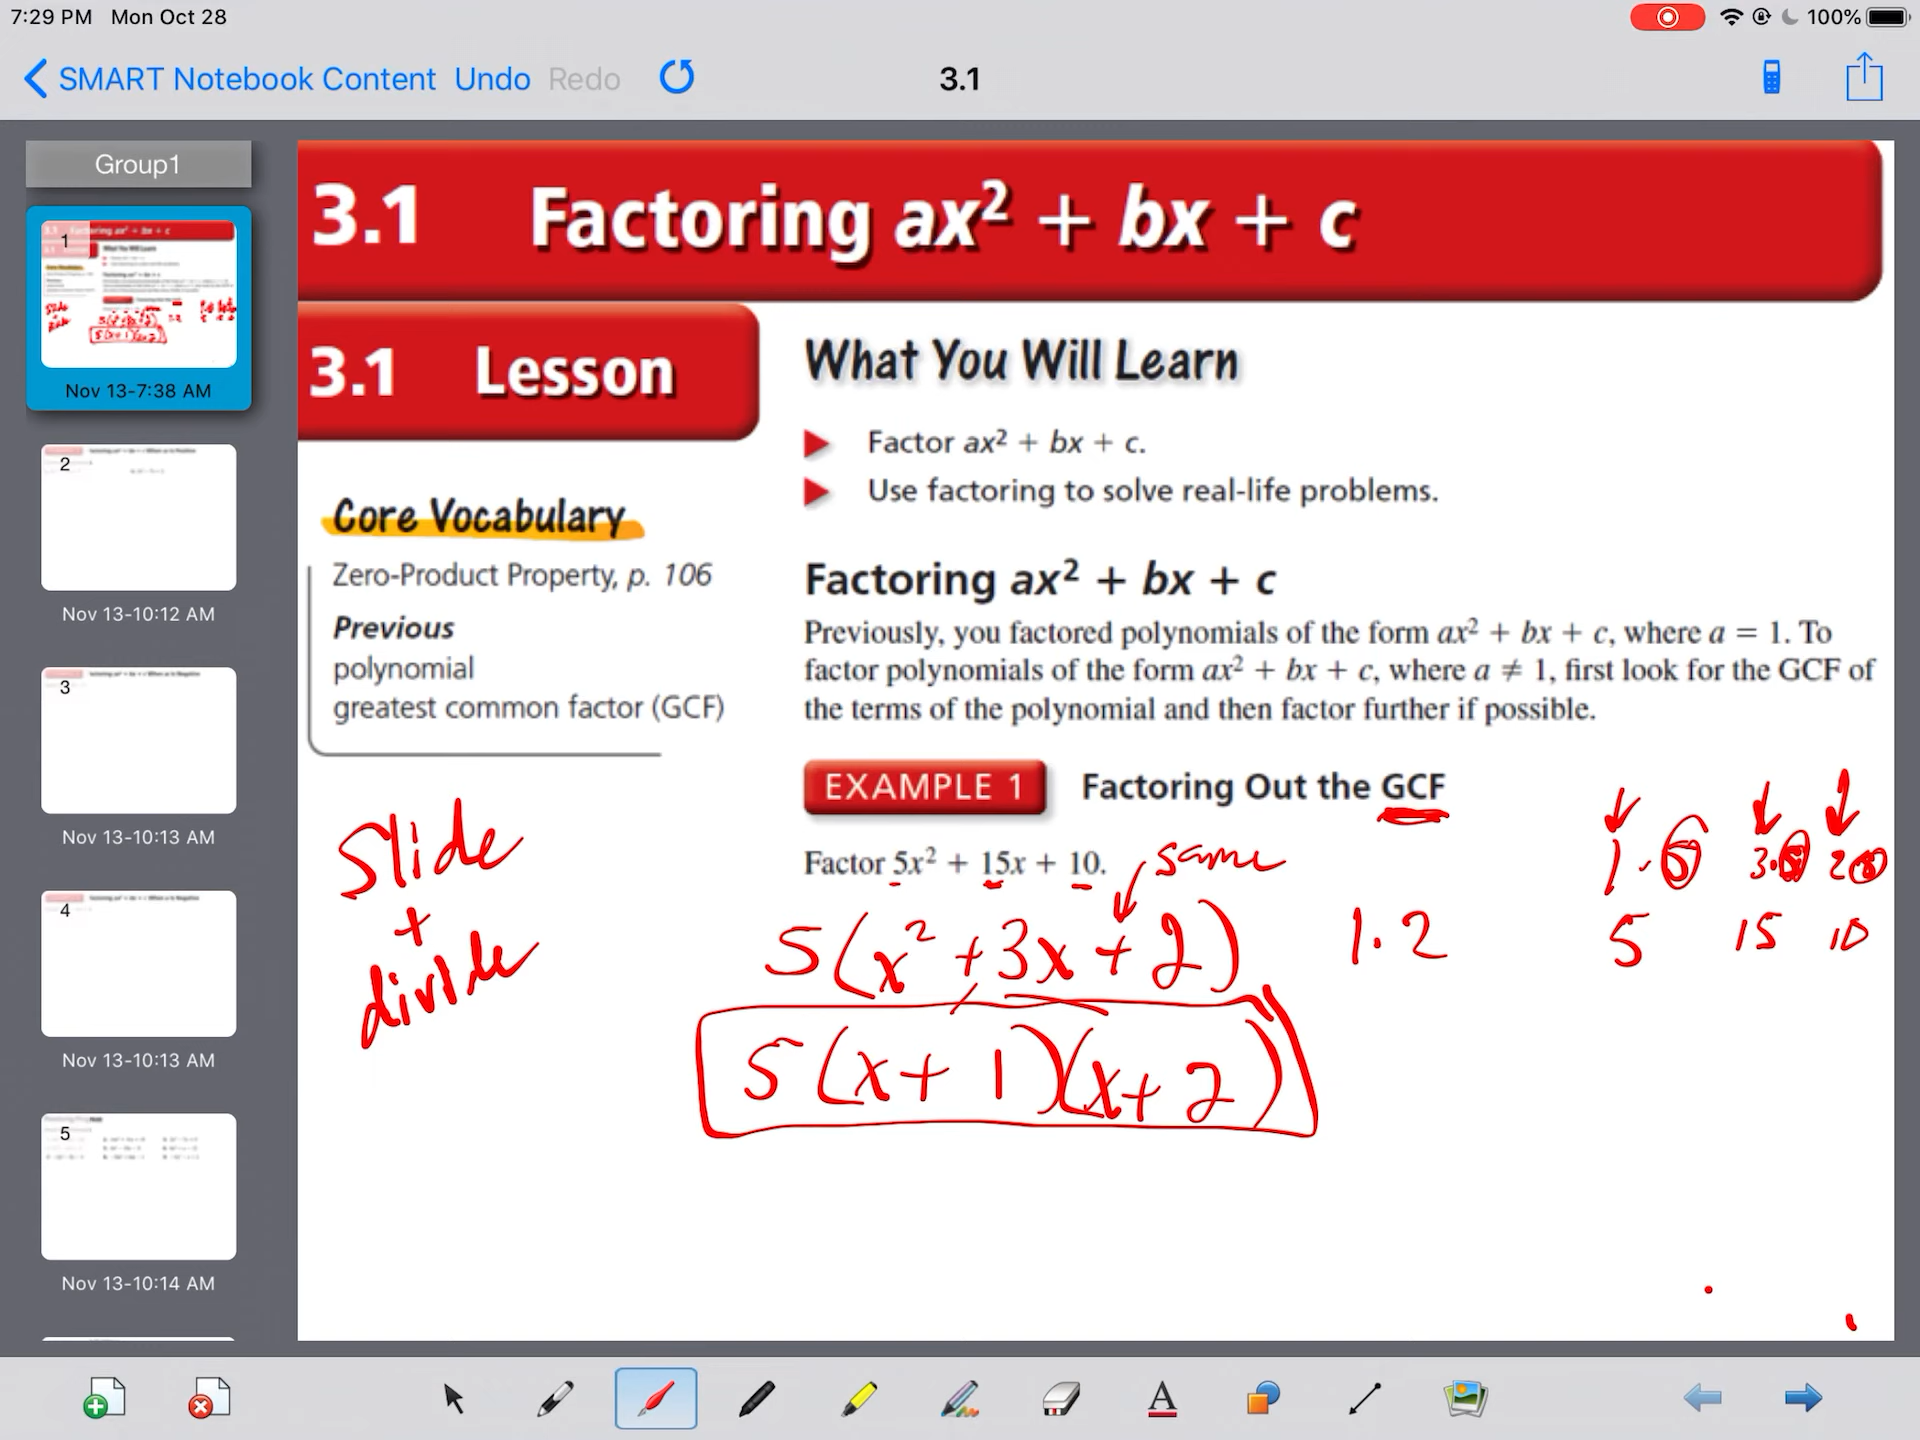 7:29 PM Mon Oct 28
100%
SMART Notebook Content Undo Redo
3.1
Group1
1
Nov 13-7:38 AM
2
Nov 13-10:12 AM
3
Nov 13-10:13 AM
4
Nov 13-10:13 AM
5
Nov 13-10:14 AM
3.1 Factoring ax² + bx + c
3.1 Lesson
What You Will Learn
Factor ax² + bx + c.
Use factoring to solve real-life problems.
Core Vocabulary
Zero-Product Property, p. 106
Previous
polynomial
greatest common factor (GCF)
Factoring ax² + bx + c
Previously, you factored polynomials of the form ax² + bx + c, where a = 1. To
factor polynomials of the form ax² + bx + c, where a ≠ 1, first look for the GCF of
the terms of the polynomial and then factor further if possible.
EXAMPLE 1 Factoring Out the GCF
Factor 5x² + 15x + 10.
same
Slide
+
divide
1·5 3·5 2·5
5 15 10
5(x² + 3x + 2)
1·2
5(x + 1)(x + 2)
A